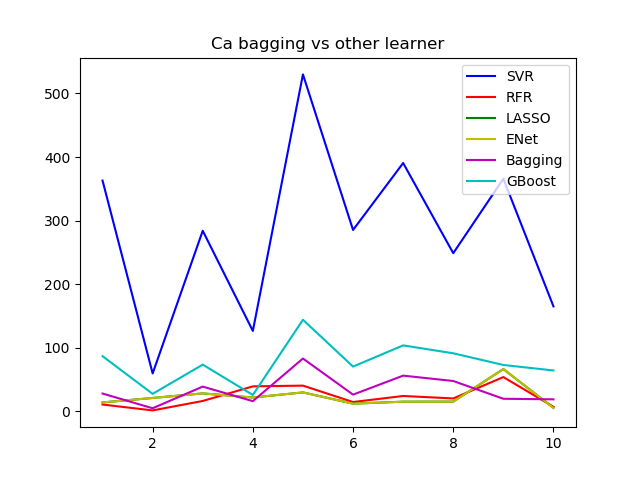 Ca bagging vs other learner
500
400
300
200
100
0
2 4 6 8 10
SVR
RFR
LASSO
ENet
Bagging
GBoost